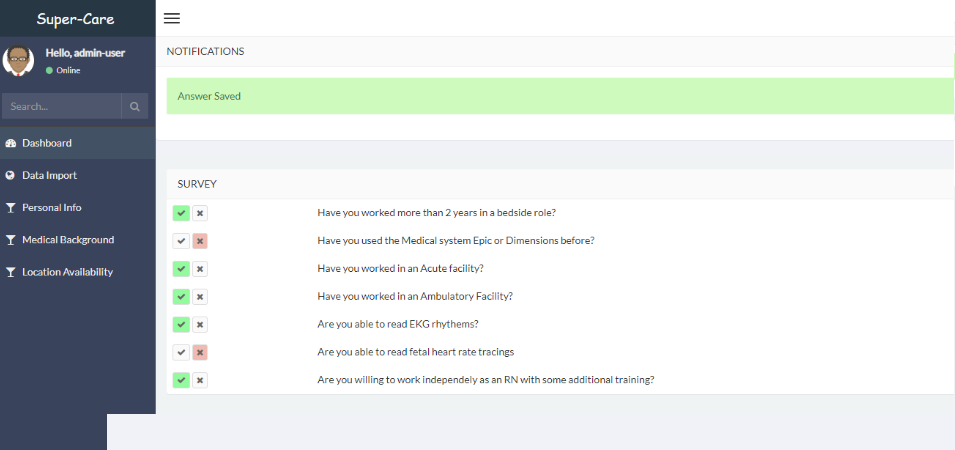 Super-Care
Hello, admin-user
Online
Search...
Dashboard
Data Import
Personal Info
Medical Background
Location Availability
NOTIFICATIONS
Answer Saved
SURVEY
Have you worked more than 2 years in a bedside role?
Have you used the Medical system Epic or Dimensions before?
Have you worked in an Acute facility?
Have you worked in an Ambulatory Facility?
Are you able to read EKG rhythems?
Are you able to read fetal heart rate tracings
Are you willing to work independely as an RN with some additional training?